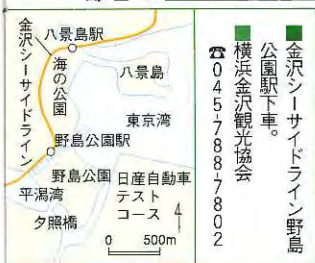 ■金沢シーサイドライン野島
公園駅下車。
■横浜金沢観光協会
☎045-788-7802
八景島駅
海の公園
金沢シーサイドライン
八景島
東京湾
野島公園駅
野島公園
日産自動車
テスト
コース
平潟湾
夕照橋
0 500m